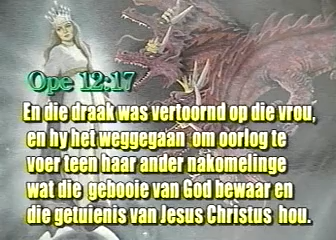 Ope 12:17
En die draak was vertoornd op die vrou,
en hy het weggegaan om oorlog te
voer teen haar ander nakomelinge
wat die gebooie van God bewaar en
die getuienis van Jesus Christus hou.